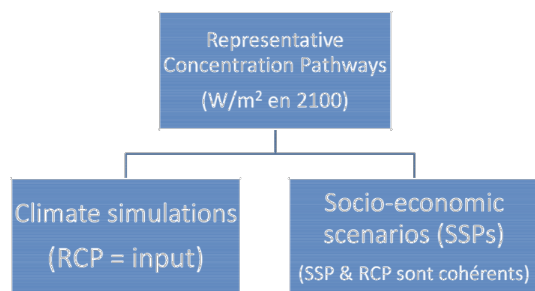 Representative
Concentration Pathways
(W/m² en 2100)
Climate simulations
(RCP = input)
Socio-economic
scenarios (SSPs)
(SSP & RCP sont cohérents)